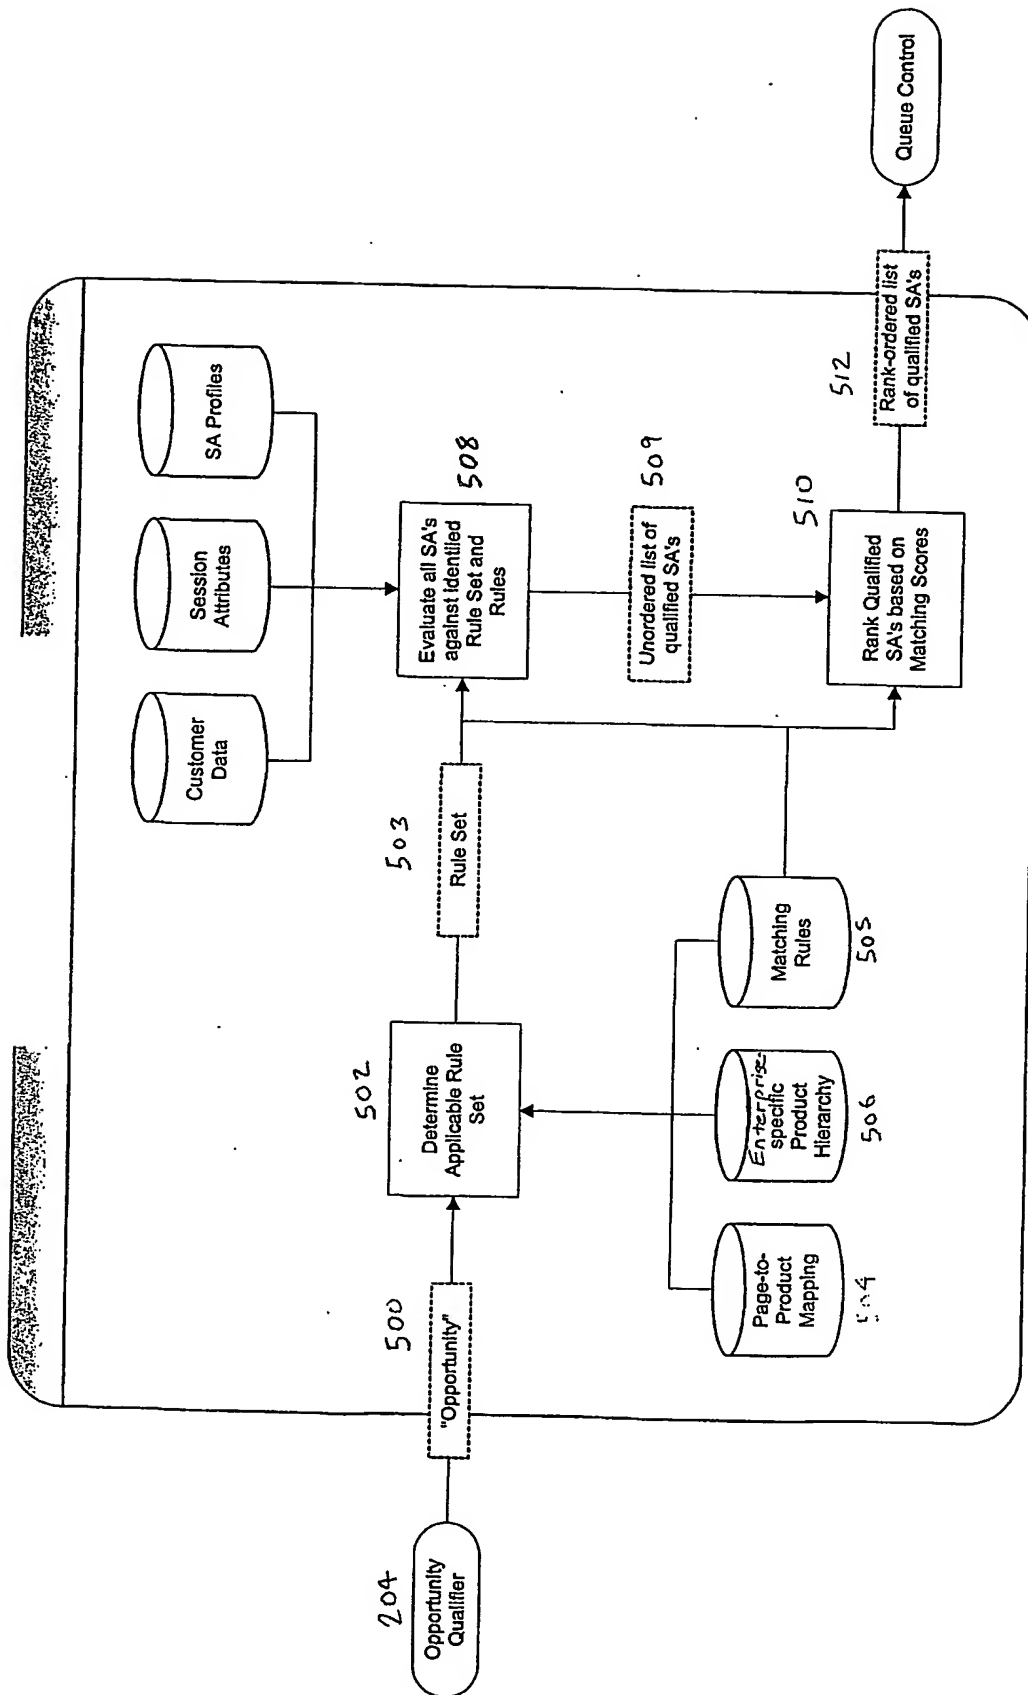 204
Opportunity
Qualifier
500
"Opportunity"
502
Determine
Applicable Rule
Set
503
Rule Set
Page-to-
Product
Mapping
504
Enterprise-
specific
Product
Hierarchy
506
Matching
Rules
505
Customer
Data
Session
Attributes
SA Profiles
Evaluate all SA's
against identified
Rule Set and
Rules
508
Unordered list of
qualified SA's
509
510
Rank Qualified
SA's based on
Matching Scores
512
Rank-ordered list
of qualified SA's
Queue Control